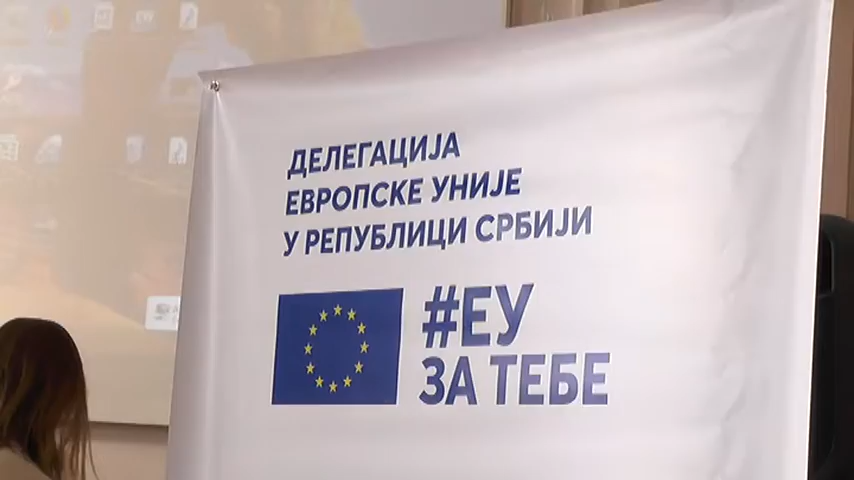 ДЕЛЕГАЦИЈА
ЕВРОПСКЕ УНИЈЕ
У РЕПУБЛИЦИ СРБИЈИ
#ЕУ
ЗА ТЕБЕ